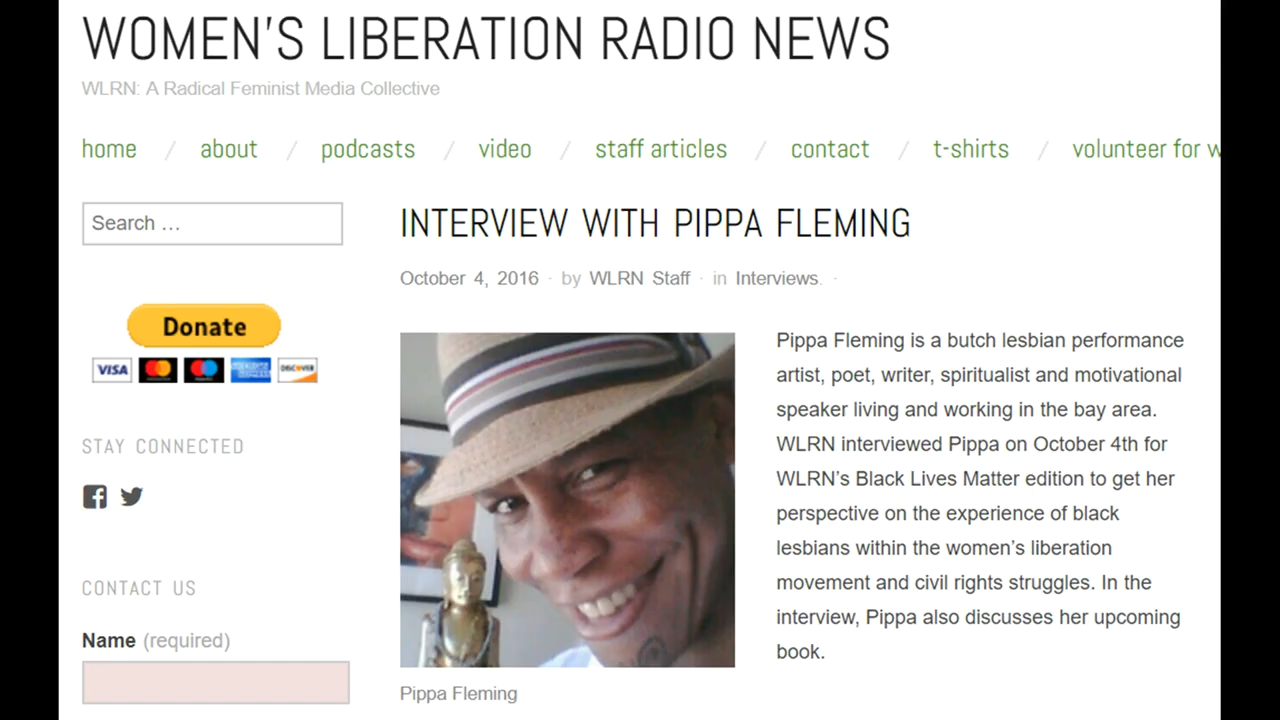 WOMEN'S LIBERATION RADIO NEWS
WLRN: A Radical Feminist Media Collective
home / about / podcasts / video / staff articles / contact / t-shirts / volunteer for w
Search …
Donate
VISA
AMERICAN EXPRESS
DISCOVER
STAY CONNECTED
CONTACT US
Name (required)
INTERVIEW WITH PIPPA FLEMING
October 4, 2016 · by WLRN Staff · in Interviews. ·
Pippa Fleming is a butch lesbian performance
artist, poet, writer, spiritualist and motivational
speaker living and working in the bay area.
WLRN interviewed Pippa on October 4th for
WLRN’s Black Lives Matter edition to get her
perspective on the experience of black
lesbians within the women’s liberation
movement and civil rights struggles. In the
interview, Pippa also discusses her upcoming
book.
Pippa Fleming